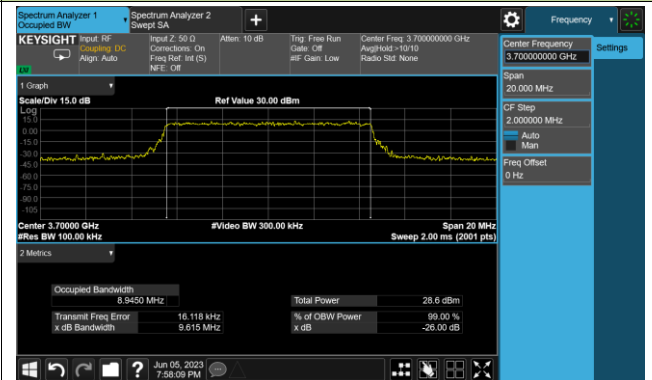 Spectrum Analyzer 1
Occupied BW
Spectrum Analyzer 2
Swept SA
+
Frequency
KEYSIGHT
Input: RF
Coupling: DC
Align: Auto
Input Z: 50 Ω
Corrections: On
Freq Ref: Int (S)
NFE: Off
Atten: 10 dB
Trig: Free Run
Gate: Off
#IF Gain: Low
Center Freq: 3.700000000 GHz
Avg|Hold:>10/10
Radio Std: None
Center Frequency
3.700000000 GHz
Settings
Span
20.000 MHz
CF Step
2.000000 MHz
Auto
Man
Freq Offset
0 Hz
1 Graph
Scale/Div 15.0 dB
Ref Value 30.00 dBm
Log
15.0
0.00
-15.0
-30.0
-45.0
-60.0
-75.0
-90.0
-105
Center 3.70000 GHz
#Video BW 300.00 kHz
Span 20 MHz
#Res BW 100.00 kHz
Sweep 2.00 ms (2001 pts)
2 Metrics
Occupied Bandwidth
8.9450 MHz
Total Power
28.6 dBm
Transmit Freq Error
16.118 kHz
% of OBW Power
99.00 %
x dB Bandwidth
9.615 MHz
x dB
-26.00 dB
?
Jun 05, 2023
7:58:09 PM